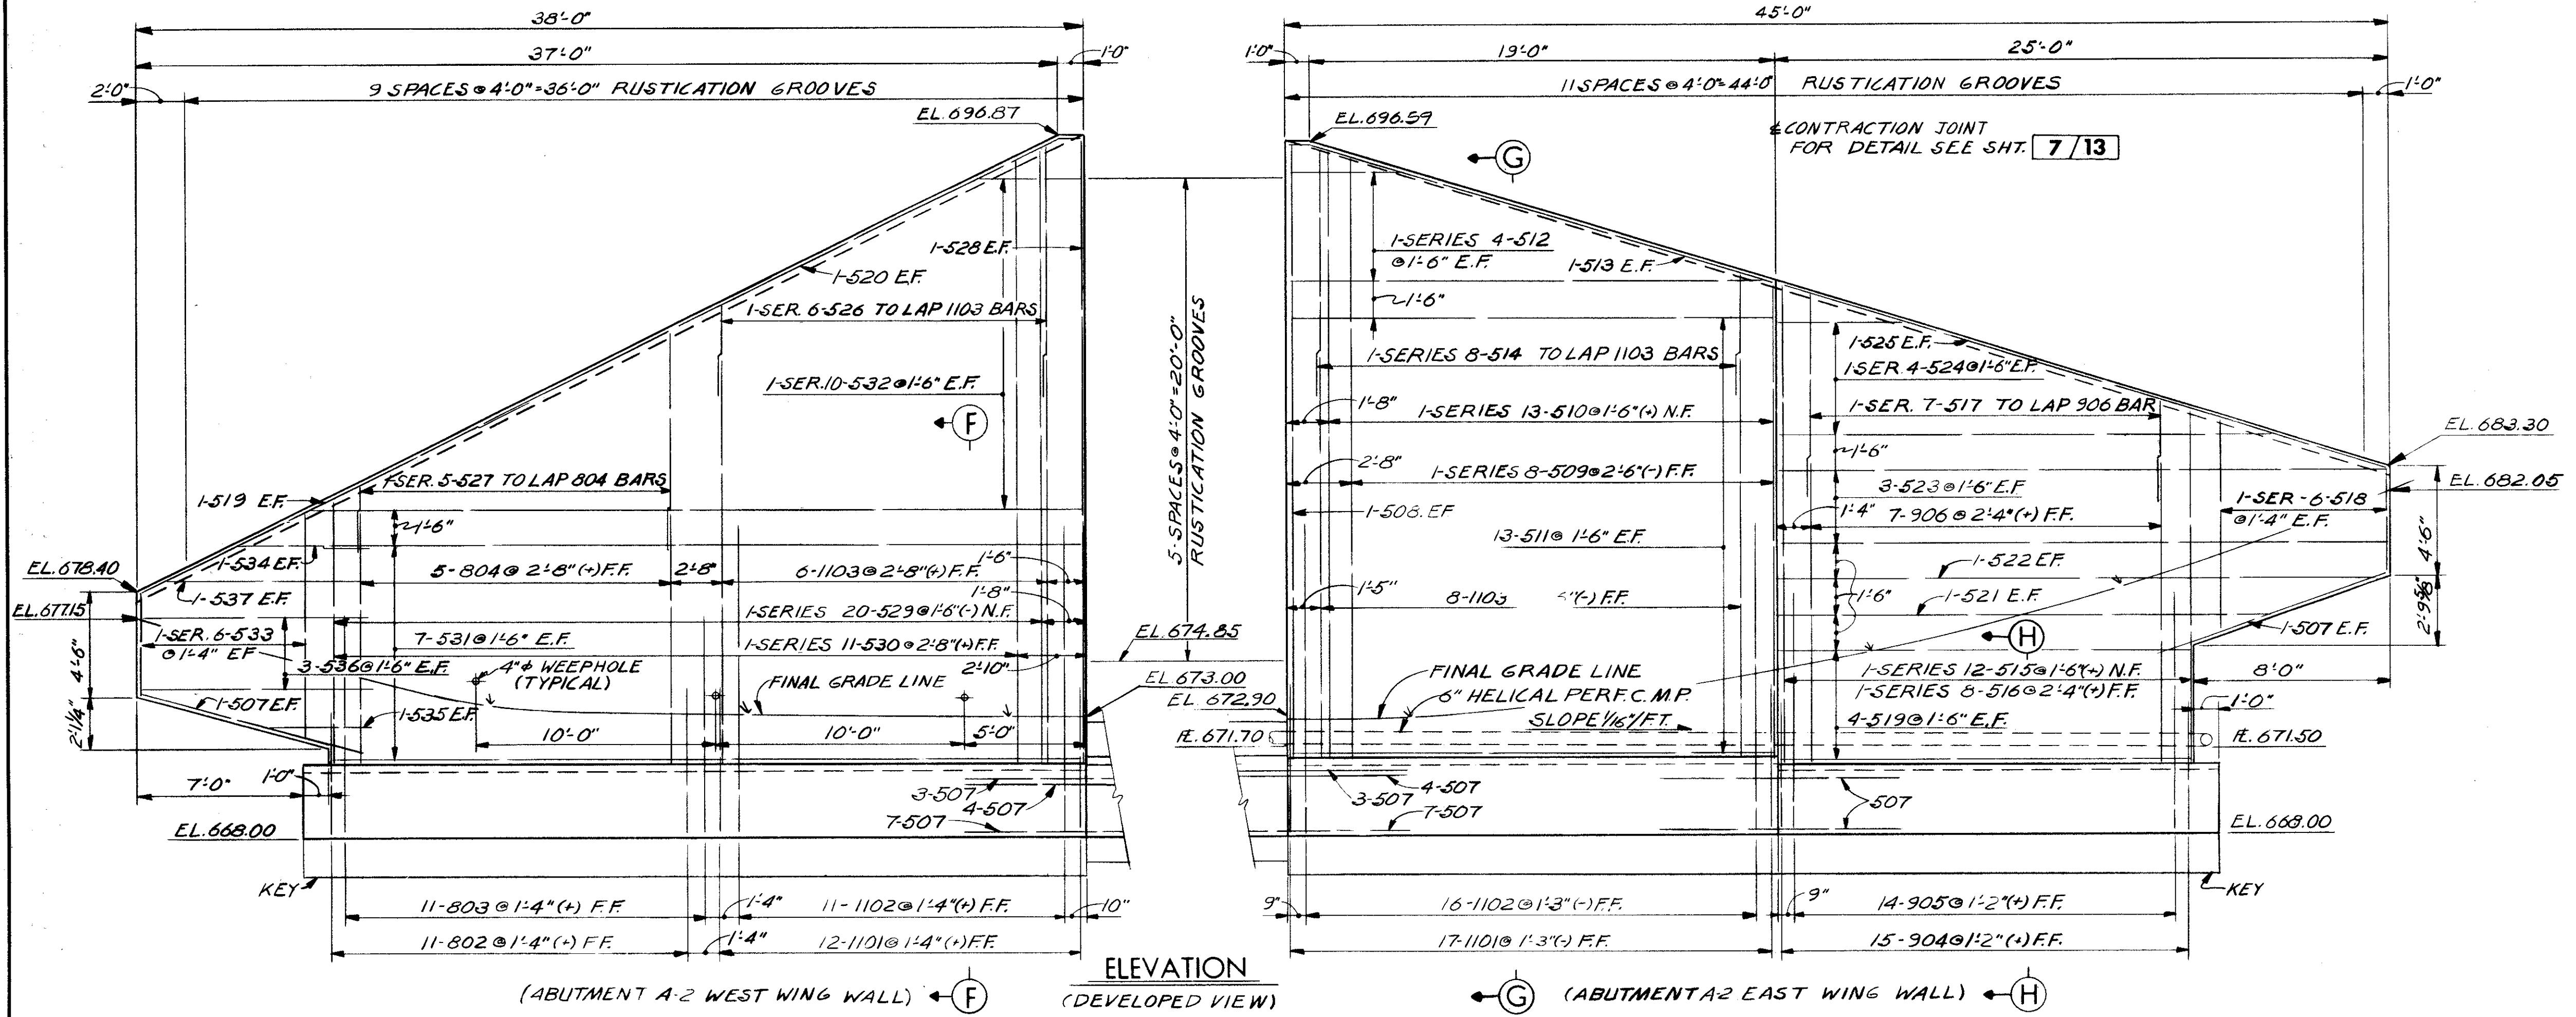 38'-0"
45'-0"
37'-0"
1'-0"
1'-0"
19'-0"
25'-0"
2'-0"
9 SPACES @ 4'-0"=36'-0" RUSTICATION GROOVES
11 SPACES @ 4'-0"=44'-0" RUSTICATION GROOVES
1'-0"
EL. 696.87
EL. 696.59
℄ CONTRACTION JOINT
FOR DETAIL SEE SHT. 7/13
G
1-528 E.F.
1-520 E.F.
1-SER. 6-526 TO LAP 1103 BARS
1-SER. 10-532 @ 1'-6" E.F.
F
1-SER. 5-527 TO LAP 804 BARS
1-519 E.F.
1'-6"
1-534 E.F.
EL. 678.40
5-804 @ 2'-8"(+) F.F.
2'-8"
6-1103 @ 2'-8"(+) F.F.
1'-6"
1-537 E.F.
1'-8"
EL. 677.15
1-SERIES 20-529 @ 1'-6"(-) N.F.
1-SER. 6-533
@ 1'-4" EF
7-531 @ 1'-6" E.F.
1-SERIES 11-530 @ 2'-8"(+) F.F.
3-536 @ 1'-6" E.F.
2'-10"
4'-6"
4"ϕ WEEPHOLE
(TYPICAL)
FINAL GRADE LINE
1-507 E.F.
1-535 E.F.
2'-1¼"
10'-0"
10'-0"
5'-0"
7'-0"
1'-0"
3-507
4-507
7-507
EL. 668.00
KEY
11-803 @ 1'-4"(+) F.F.
1'-4"
11-1102 @ 1'-4"(+) F.F.
10"
11-802 @ 1'-4"(+) F.F.
1'-4"
12-1101 @ 1'-4"(+) F.F.
5-SPACES @ 4'-0"=20'-0"
RUSTICATION GROOVES
EL. 674.85
EL. 673.00
EL. 672.90
1-SERIES 4-512
@ 1'-6" E.F.
1-513 E.F.
1'-6"
1-SERIES 8-514 TO LAP 1103 BARS
1'-8"
1-SERIES 13-510 @ 1'-6"(+) N.F.
2'-8"
1-SERIES 8-509 @ 2'-6"(-) F.F.
1-508. EF
13-511 @ 1'-6" E.F.
1'-5"
8-1103 "(-) F.F.
1-525 E.F.
1-SER. 4-524 @ 1'-6" E.F.
1-SER. 7-517 TO LAP 906 BAR
EL. 683.30
1'-6"
EL. 682.05
3-523 @ 1'-6" E.F.
1-SER-6-518
@ 1'-4" E.F.
1'-4"
7-906 @ 2'-4"(+) F.F.
4'-6"
1-522 E.F.
1'-6"
1-521 E.F.
1-507 E.F.
H
FINAL GRADE LINE
6" HELICAL PERF. C.M.P.
SLOPE 1/16"/FT.
1-SERIES 12-515 @ 1'-6"(+) N.F.
1-SERIES 8-516 @ 2'-4"(+) F.F.
8'-0"
1'-0"
4-519 @ 1'-6" E.F.
FL. 671.70
FL. 671.50
3-507
4-507
7-507
507
EL. 668.00
KEY
9"
16-1102 @ 1'-3"(-) F.F.
9"
14-905 @ 1'-2"(+) F.F.
17-1101 @ 1'-3"(-) F.F.
15-904 @ 1'-2"(+) F.F.
ELEVATION
(DEVELOPED VIEW)
(ABUTMENT A-2 WEST WING WALL)
F
G
(ABUTMENT A-2 EAST WING WALL)
H